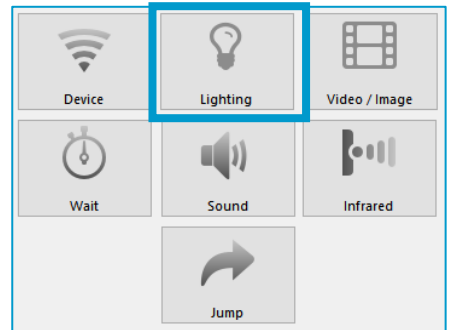 Device
Lighting
Video / Image
Wait
Sound
Infrared
Jump